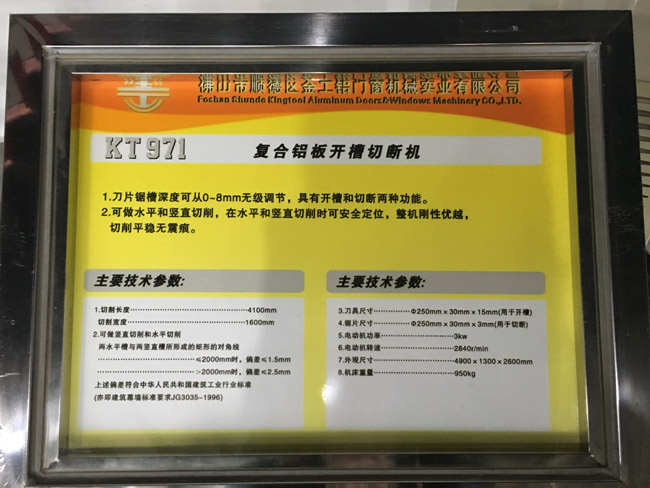 佛山市顺德区金工铝门窗机械实业有限公司
Foshan Shunde Kingtool Aluminum Doors&Windows Machinery CO.,LTD.
KT971 复合铝板开槽切断机
1.刀片锯槽深度可从0~8mm无级调节，具有开槽和切断两种功能。
2.可做水平和竖直切削，在水平和竖直切削时可安全定位，整机刚性优越，
切削平稳无震痕。
主要技术参数:
1.切割长度························4100mm
切割宽度························1600mm
2.可做竖直切削和水平切削
两水平槽与两竖直槽所形成的矩形的对角线
························≤2000mm时，偏差≤1.5mm
························>2000mm时，偏差≤2.5mm
上述偏差符合中华人民共和国建筑工业行业标准
(亦即建筑幕墙标准要求JG3035-1996)
主要技术参数:
3.刀具尺寸············Φ250mm×30mm×15mm(用于开槽)
4.锯片尺寸············Φ250mm×30mm×3mm(用于切断)
5.电动机功率························3kw
6.电动机转速························2840r/min
7.外观尺寸························4900×1300×2600mm
8.机床重量························950kg